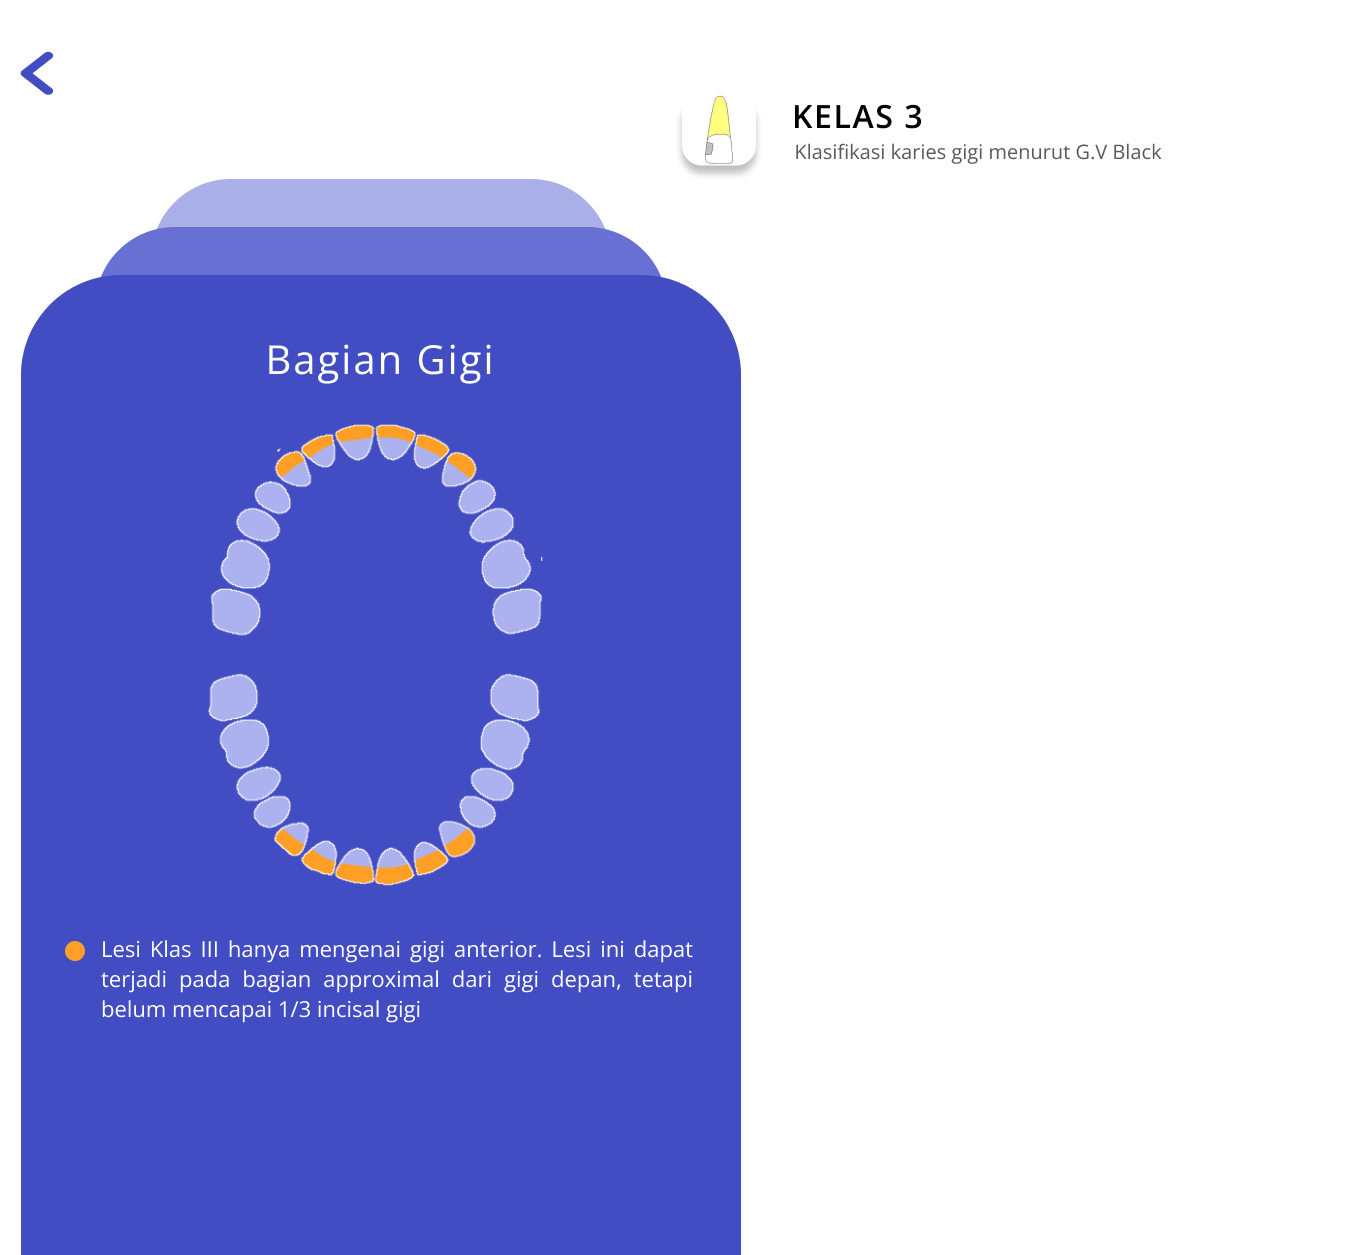 KELAS 3
Klasifikasi karies gigi menurut G.V Black
Bagian Gigi
Lesi Klas III hanya mengenai gigi anterior. Lesi ini dapat
terjadi pada bagian approximal dari gigi depan, tetapi
belum mencapai 1/3 incisal gigi